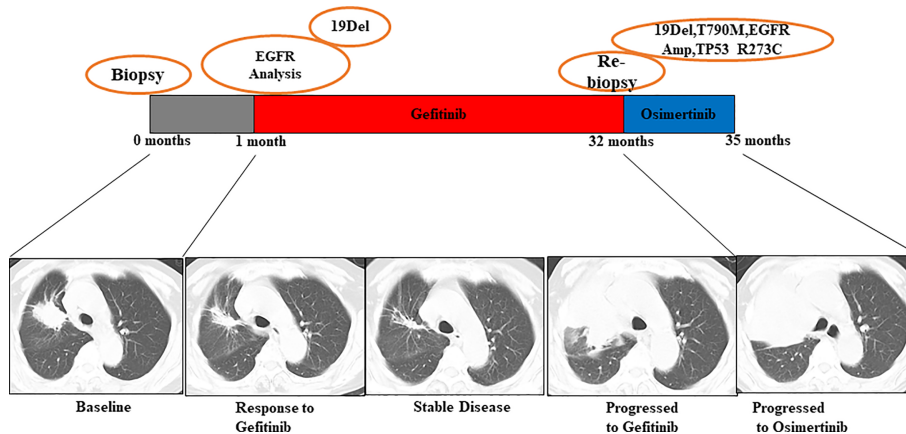 19Del
19Del,T790M,EGFR
Amp,TP53 R273C
EGFR
Analysis
Biopsy
Re-
biopsy
Gefitinib
Osimertinib
0 months
1 month
32 months
35 months
Baseline
Response to
Gefitinib
Stable Disease
Progressed
to Gefitinib
Progressed
to Osimertinib